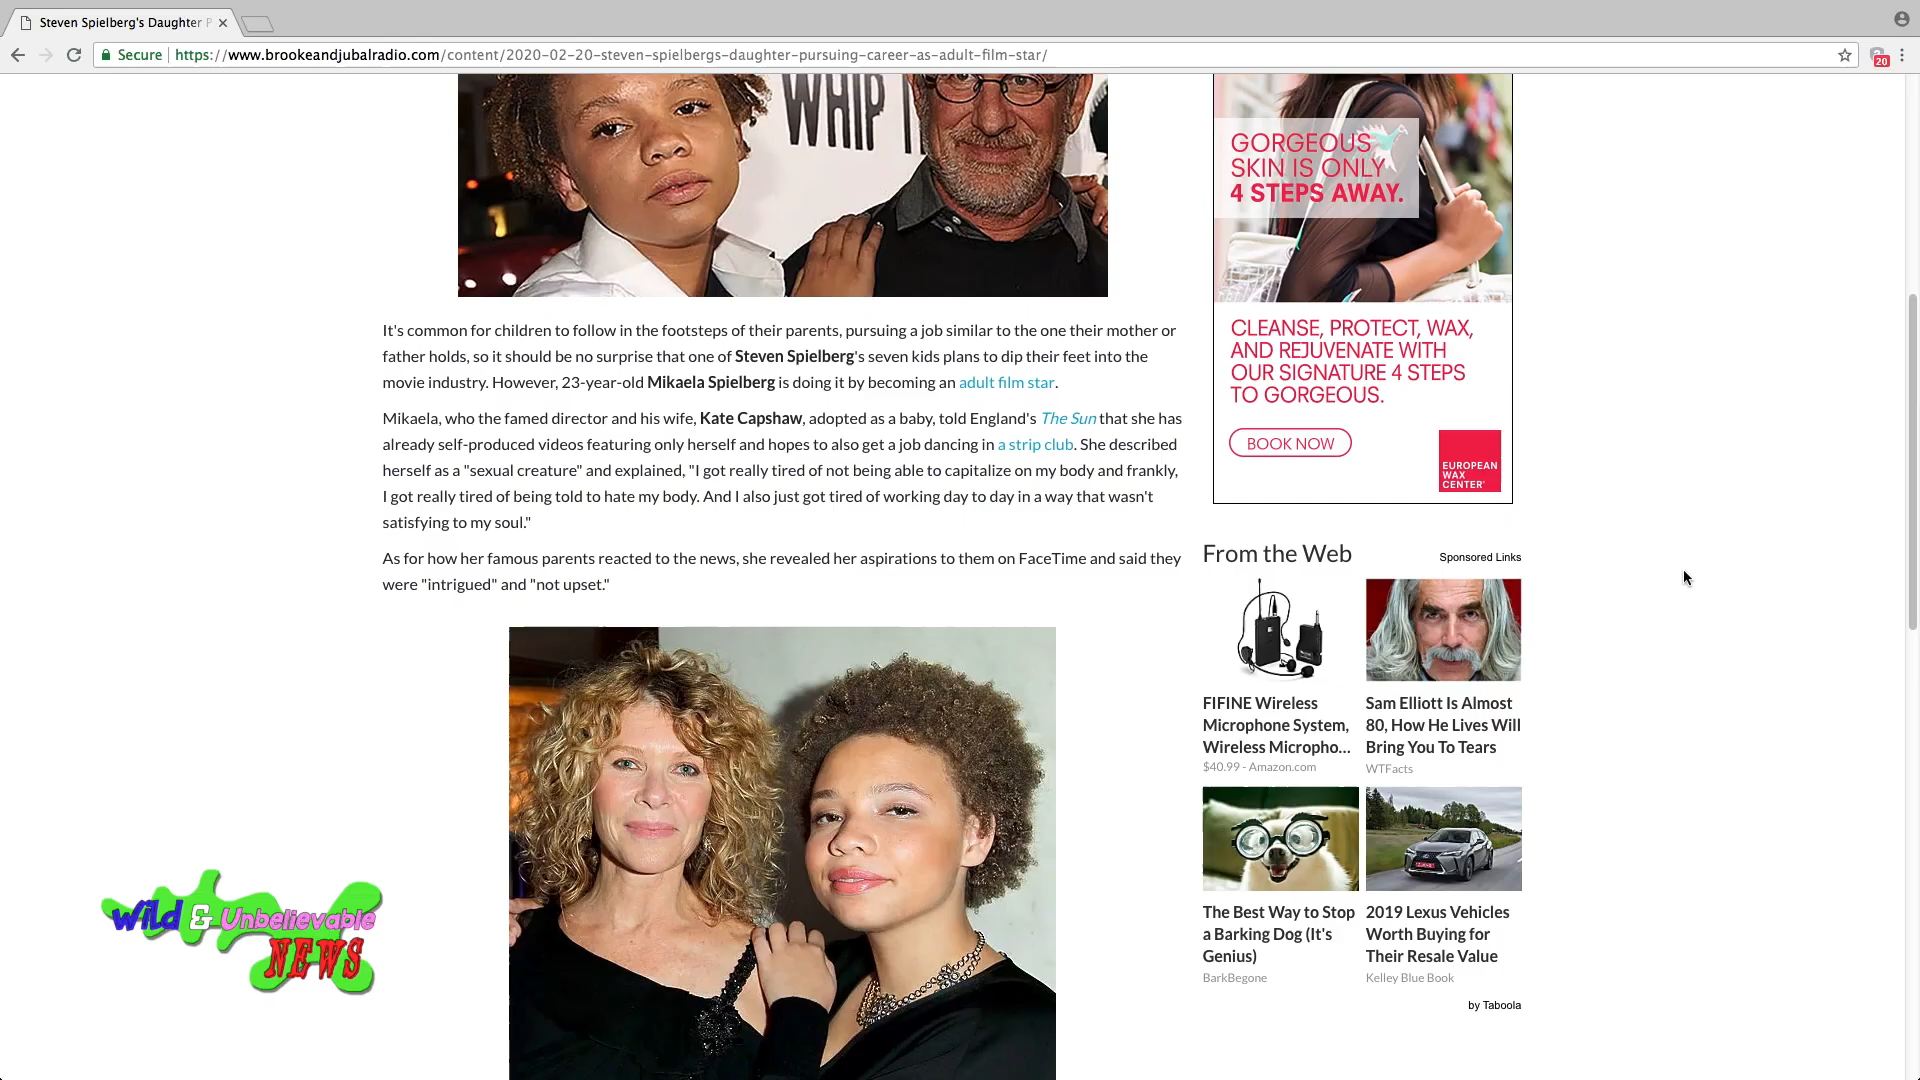 Steven Spielberg's Daughter P
Secure https://www.brookeandjubalradio.com/content/2020-02-20-steven-spielbergs-daughter-pursuing-career-as-adult-film-star/
20
WHIP
GORGEOUS
SKIN IS ONLY
4 STEPS AWAY.
It's common for children to follow in the footsteps of their parents, pursuing a job similar to the one their mother or
father holds, so it should be no surprise that one of Steven Spielberg's seven kids plans to dip their feet into the
movie industry. However, 23-year-old Mikaela Spielberg is doing it by becoming an adult film star.
Mikaela, who the famed director and his wife, Kate Capshaw, adopted as a baby, told England's The Sun that she has
already self-produced videos featuring only herself and hopes to also get a job dancing in a strip club. She described
herself as a "sexual creature" and explained, "I got really tired of not being able to capitalize on my body and frankly,
I got really tired of being told to hate my body. And I also just got tired of working day to day in a way that wasn't
satisfying to my soul."
As for how her famous parents reacted to the news, she revealed her aspirations to them on FaceTime and said they
were "intrigued" and "not upset."
CLEANSE, PROTECT, WAX,
AND REJUVENATE WITH
OUR SIGNATURE 4 STEPS
TO GORGEOUS.
BOOK NOW
EUROPEAN
WAX
CENTER
From the Web
Sponsored Links
FIFINE Wireless
Microphone System,
Wireless Micropho...
$40.99 - Amazon.com
Sam Elliott Is Almost
80, How He Lives Will
Bring You To Tears
WTFacts
The Best Way to Stop
a Barking Dog (It's
Genius)
BarkBegone
2019 Lexus Vehicles
Worth Buying for
Their Resale Value
Kelley Blue Book
by Taboola
Wild & Unbelievable
NEWS